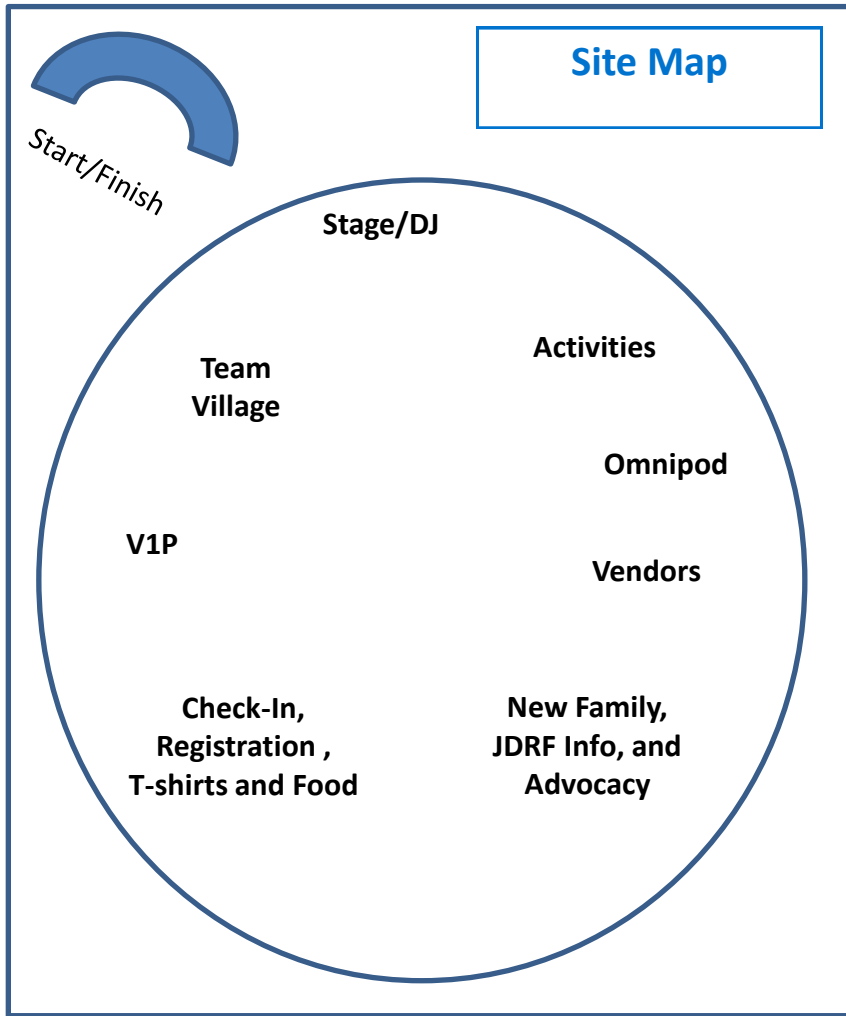 Site Map
Start/Finish
Stage/DJ
Activities
Team
Village
Omnipod
V1P
Vendors
Check-In,
Registration ,
T-shirts and Food
New Family,
JDRF Info, and
Advocacy